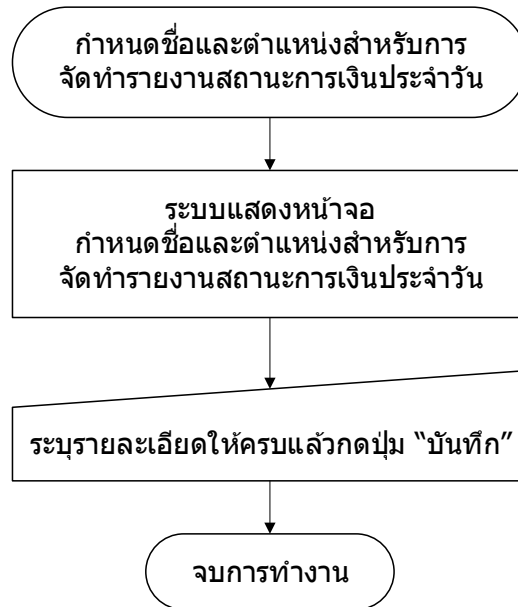 กำหนดชื่อและตำแหน่งสำหรับการ
จัดทำรายงานสถานะการเงินประจำวัน
ระบบแสดงหน้าจอ
กำหนดชื่อและตำแหน่งสำหรับการ
จัดทำรายงานสถานะการเงินประจำวัน
ระบุรายละเอียดให้ครบแล้วกดปุ่ม “บันทึก”
จบการทำงาน